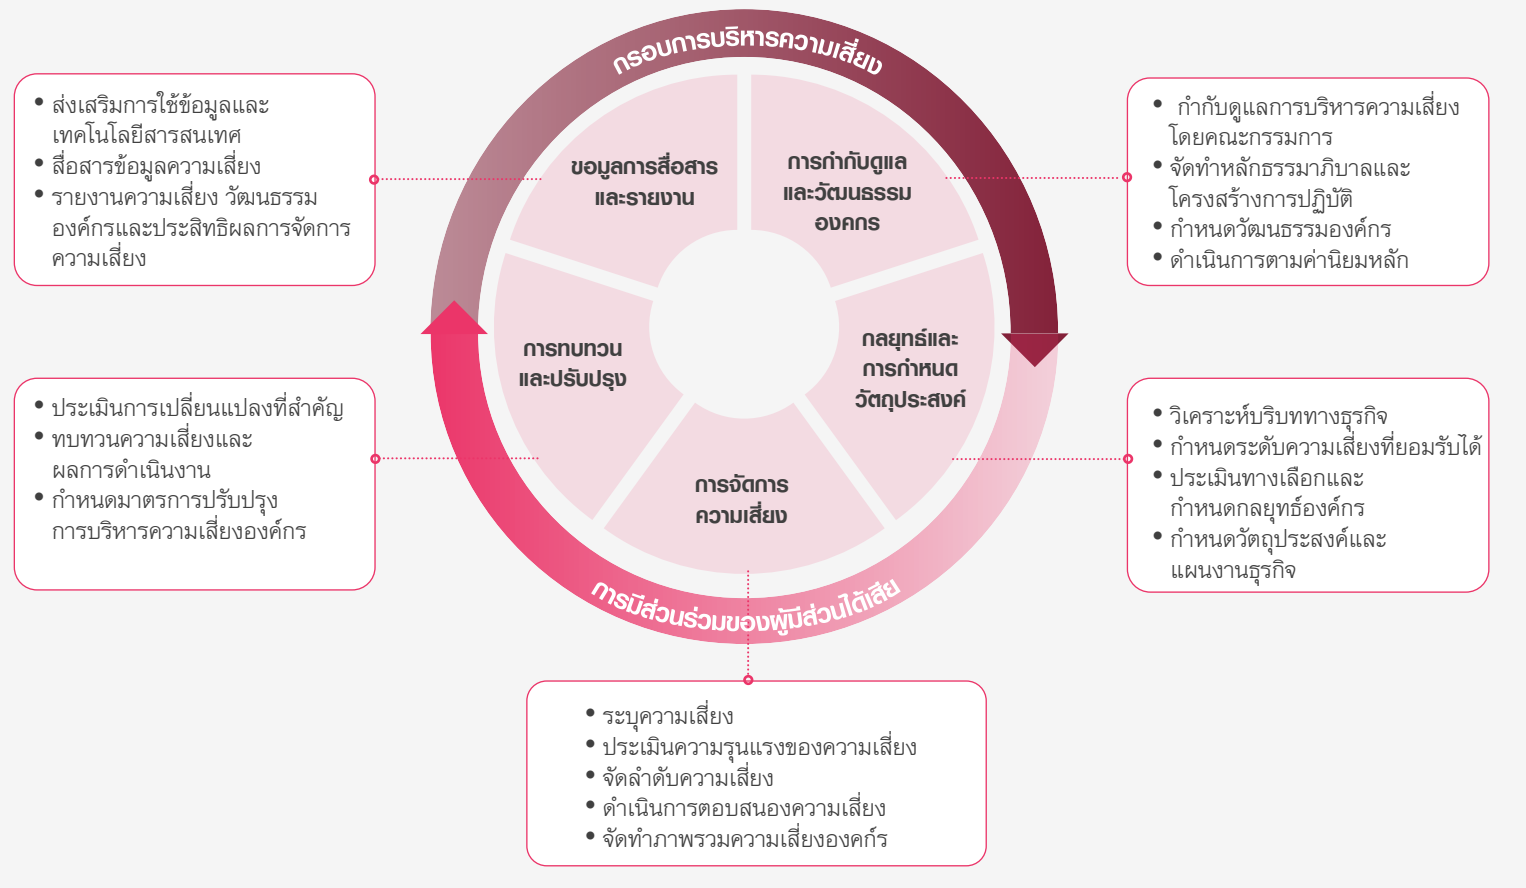 กรอบการบริหารความเสี่ยง
• ส่งเสริมการใช้ข้อมูลและ
เทคโนโลยีสารสนเทศ
• สื่อสารข้อมูลความเสี่ยง
• รายงานความเสี่ยง วัฒนธรรม
องค์กรและประสิทธิผลการจัดการ
ความเสี่ยง
ขอมูลการสื่อสาร
และรายงาน
การกำกับดูแล
และวัฒนธรรม
องคกร
• กำกับดูแลการบริหารความเสี่ยง
โดยคณะกรรมการ
• จัดทำหลักธรรมาภิบาลและ
โครงสร้างการปฏิบัติ
• กำหนดวัฒนธรรมองค์กร
• ดำเนินการตามค่านิยมหลัก
การทบทวน
และปรับปรุง
กลยุทธ์และ
การกำหนด
วัตถุประสงค์
• ประเมินการเปลี่ยนแปลงที่สำคัญ
• ทบทวนความเสี่ยงและ
ผลการดำเนินงาน
• กำหนดมาตรการปรับปรุง
การบริหารความเสี่ยงองค์กร
• วิเคราะห์บริบททางธุรกิจ
• กำหนดระดับความเสี่ยงที่ยอมรับได้
• ประเมินทางเลือกและ
กำหนดกลยุทธ์องค์กร
• กำหนดวัตถุประสงค์และ
แผนงานธุรกิจ
การจัดการ
ความเสี่ยง
การมีส่วนร่วมของผู้มีส่วนได้เสีย
• ระบุความเสี่ยง
• ประเมินความรุนแรงของความเสี่ยง
• จัดลำดับความเสี่ยง
• ดำเนินการตอบสนองความเสี่ยง
• จัดทำภาพรวมความเสี่ยงองคก์ร